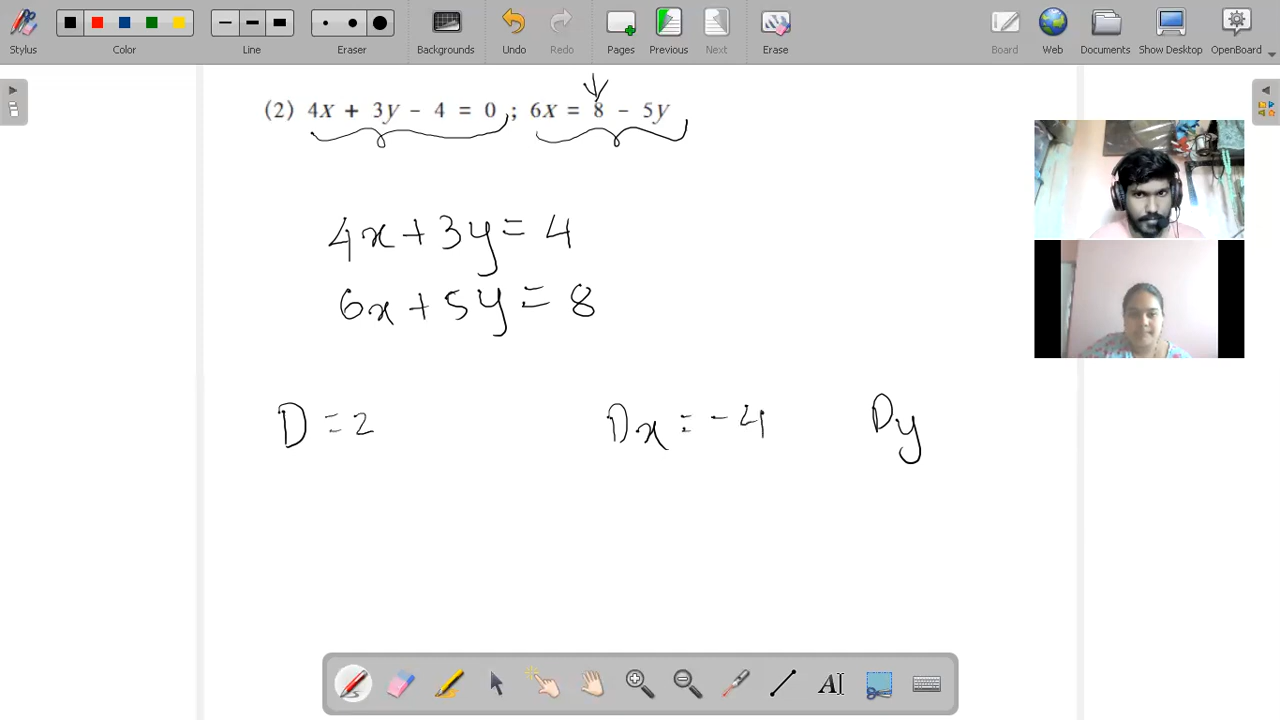 Stylus Color Line Eraser Backgrounds Undo Redo Pages Previous Next Erase Board Web Documents Show Desktop OpenBoard
(2) 4x + 3y - 4 = 0 ; 6x = 8 - 5y
4x + 3y = 4
6x + 5y = 8
D = 2 Dx = -4 Dy
AI